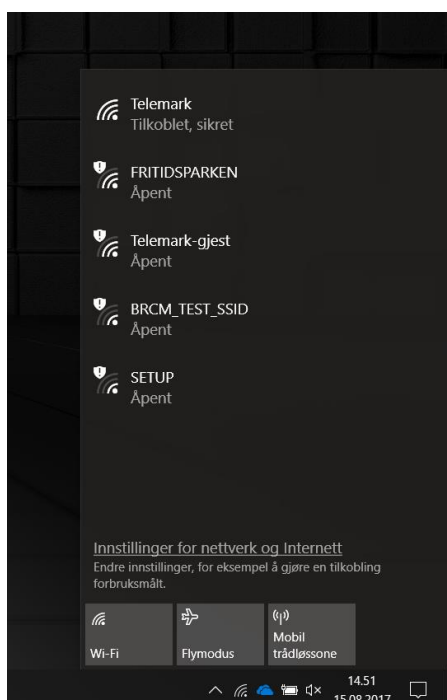 Telemark
Tilkoblet, sikret
FRITIDSPARKEN
Åpent
Telemark-gjest
Åpent
BRCM_TEST_SSID
Åpent
SETUP
Åpent
Innstillinger for nettverk og Internett
Endre innstillinger, for eksempel å gjøre en tilkobling
forbruksmålt.
Wi-Fi
Flymodus
Mobil
trådløssone
14.51
15.08.2017